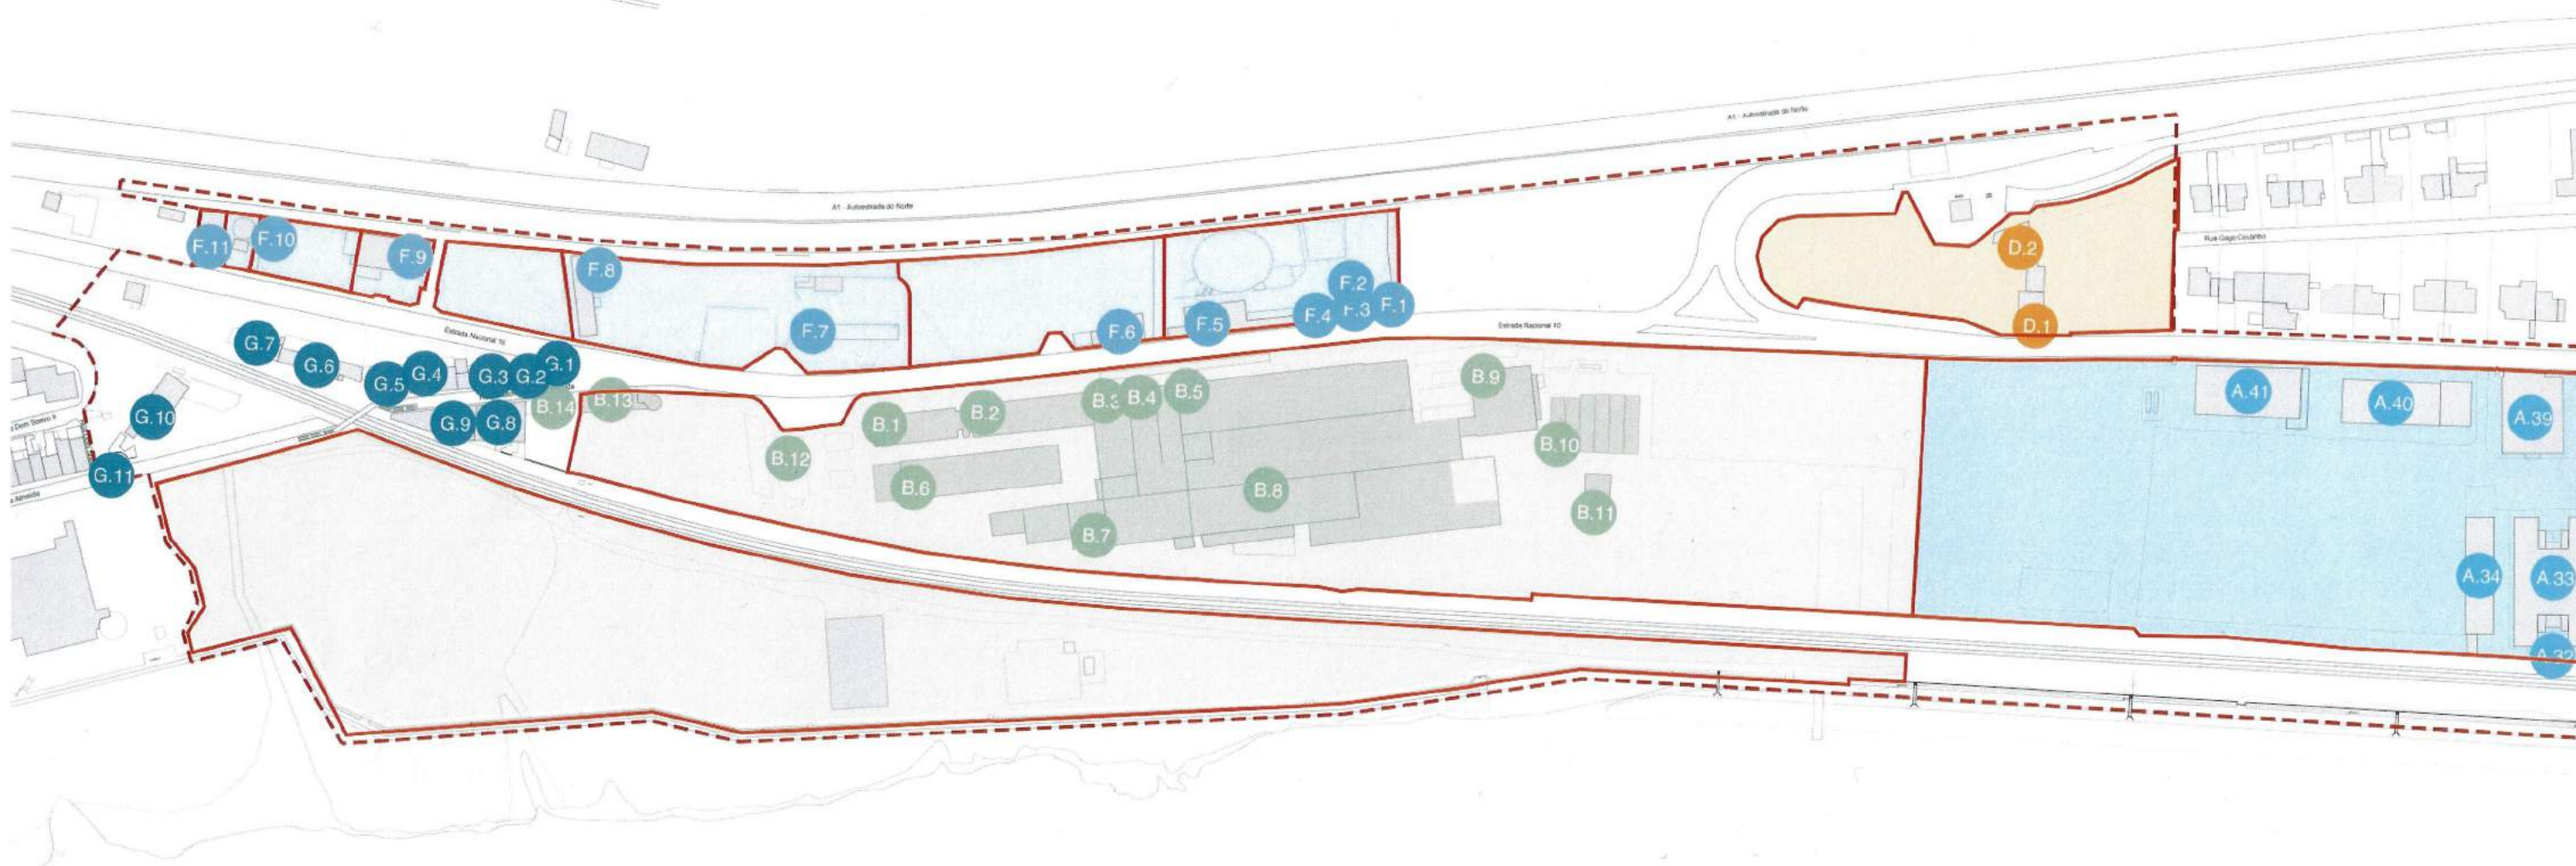 A1 - Autoestrada do Norte
A1 - Autoestrada do Norte
Rua Gago Coutinho
F.11
F.10
F.9
F.8
F.7
F.6
F.5
F.4
F.3
F.2
F.1
D.2
D.1
Estrada Nacional 10
Estrada Nacional 10
G.7
G.6
G.5
G.4
G.3
G.2
G.1
G.10
G.9
G.8
G.11
B.14
B.13
B.12
B.1
B.2
B.3
B.4
B.5
B.9
B.6
B.7
B.8
B.10
B.11
A.41
A.40
A.39
A.34
A.33
A.32
Almeida